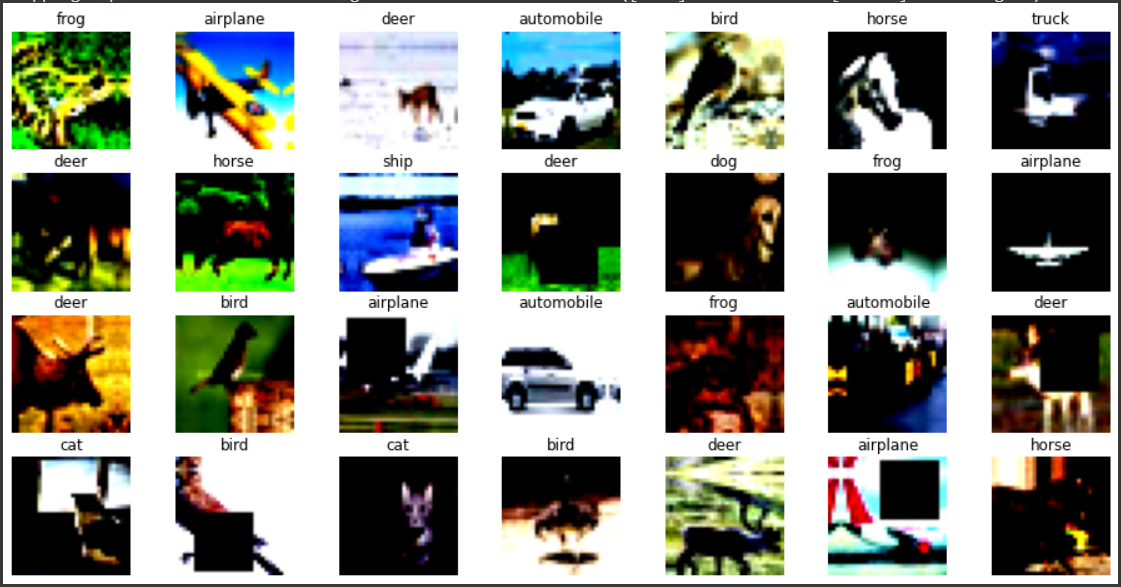 frog airplane deer automobile bird horse truck
deer horse ship deer dog frog airplane
deer bird airplane automobile frog automobile deer
cat bird cat bird deer airplane horse